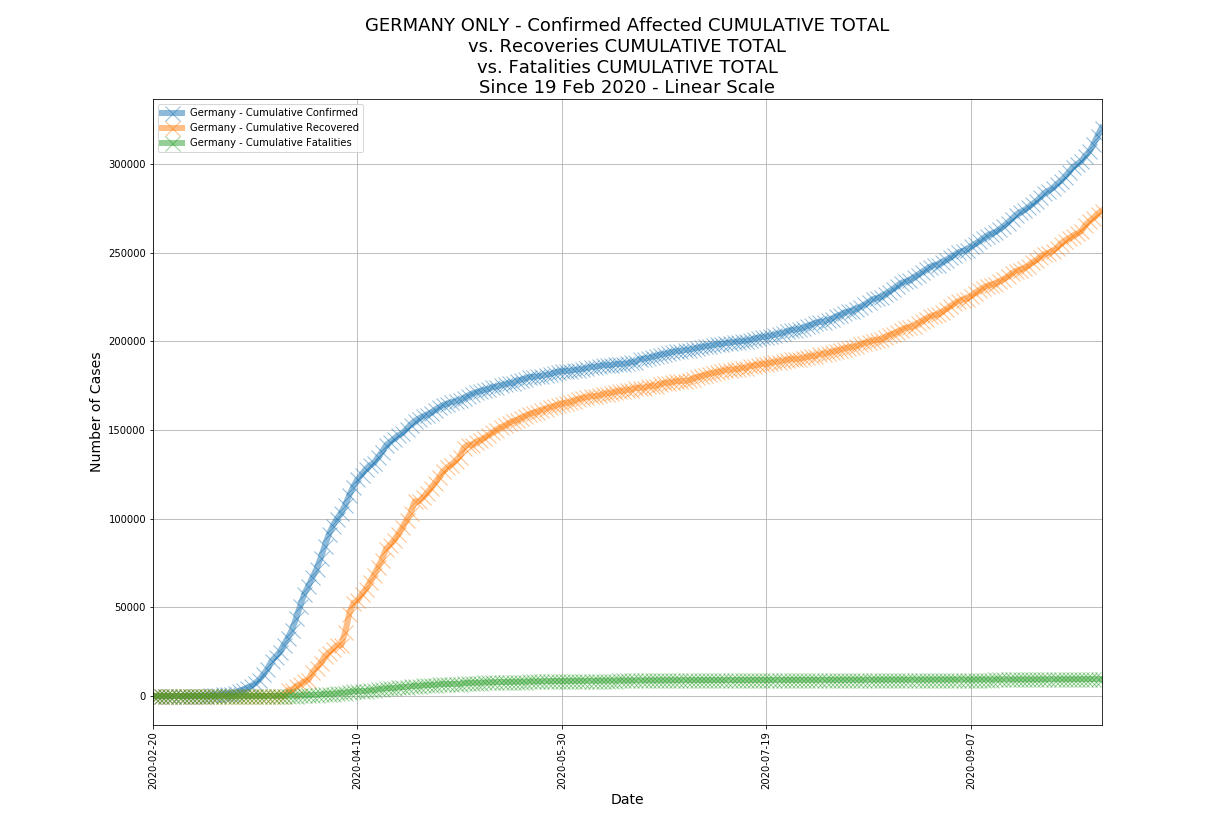 GERMANY ONLY - Confirmed Affected CUMULATIVE TOTAL
vs. Recoveries CUMULATIVE TOTAL
vs. Fatalities CUMULATIVE TOTAL
Since 19 Feb 2020 - Linear Scale
Germany - Cumulative Confirmed
Germany - Cumulative Recovered
Germany - Cumulative Fatalities
Number of Cases
300000
250000
200000
150000
100000
50000
0
2020-02-20
2020-04-10
2020-05-30
2020-07-19
2020-09-07
Date